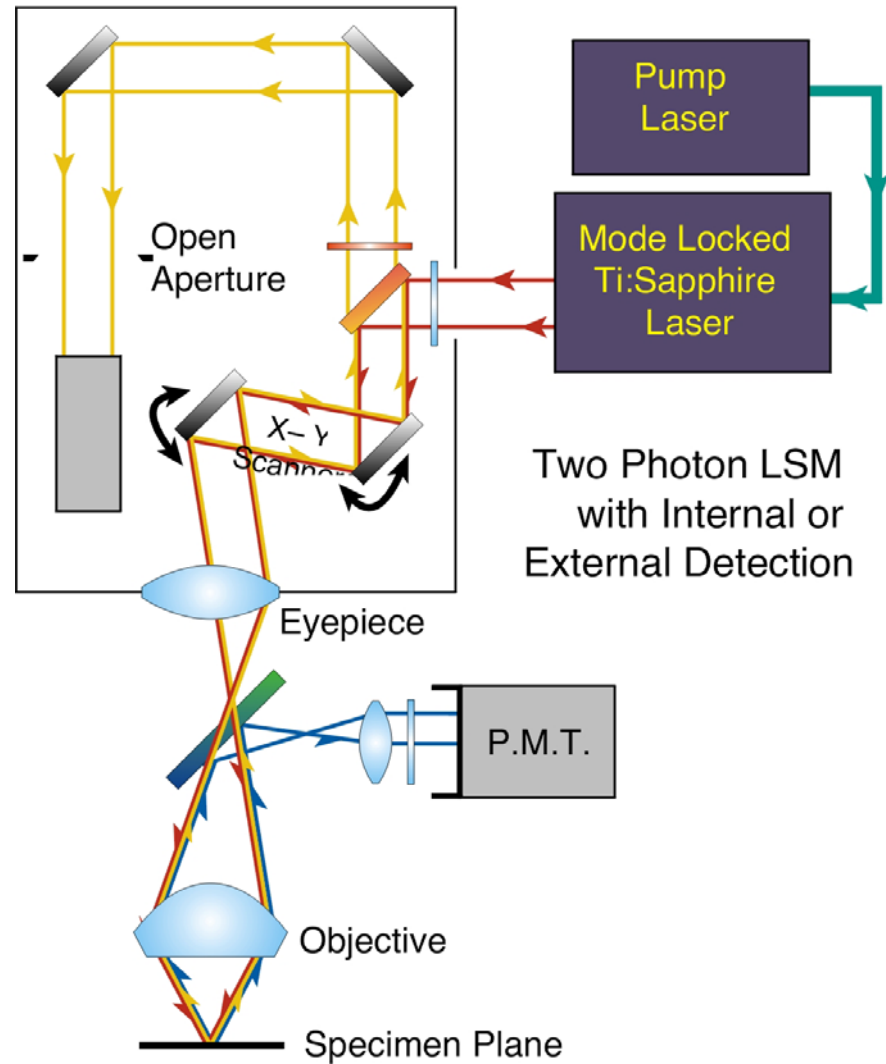 Pump
Laser
Mode Locked
Ti:Sapphire
Laser
Open
Aperture
X– Y
Scanner
Two Photon LSM
with Internal or
External Detection
Eyepiece
P.M.T.
Objective
Specimen Plane